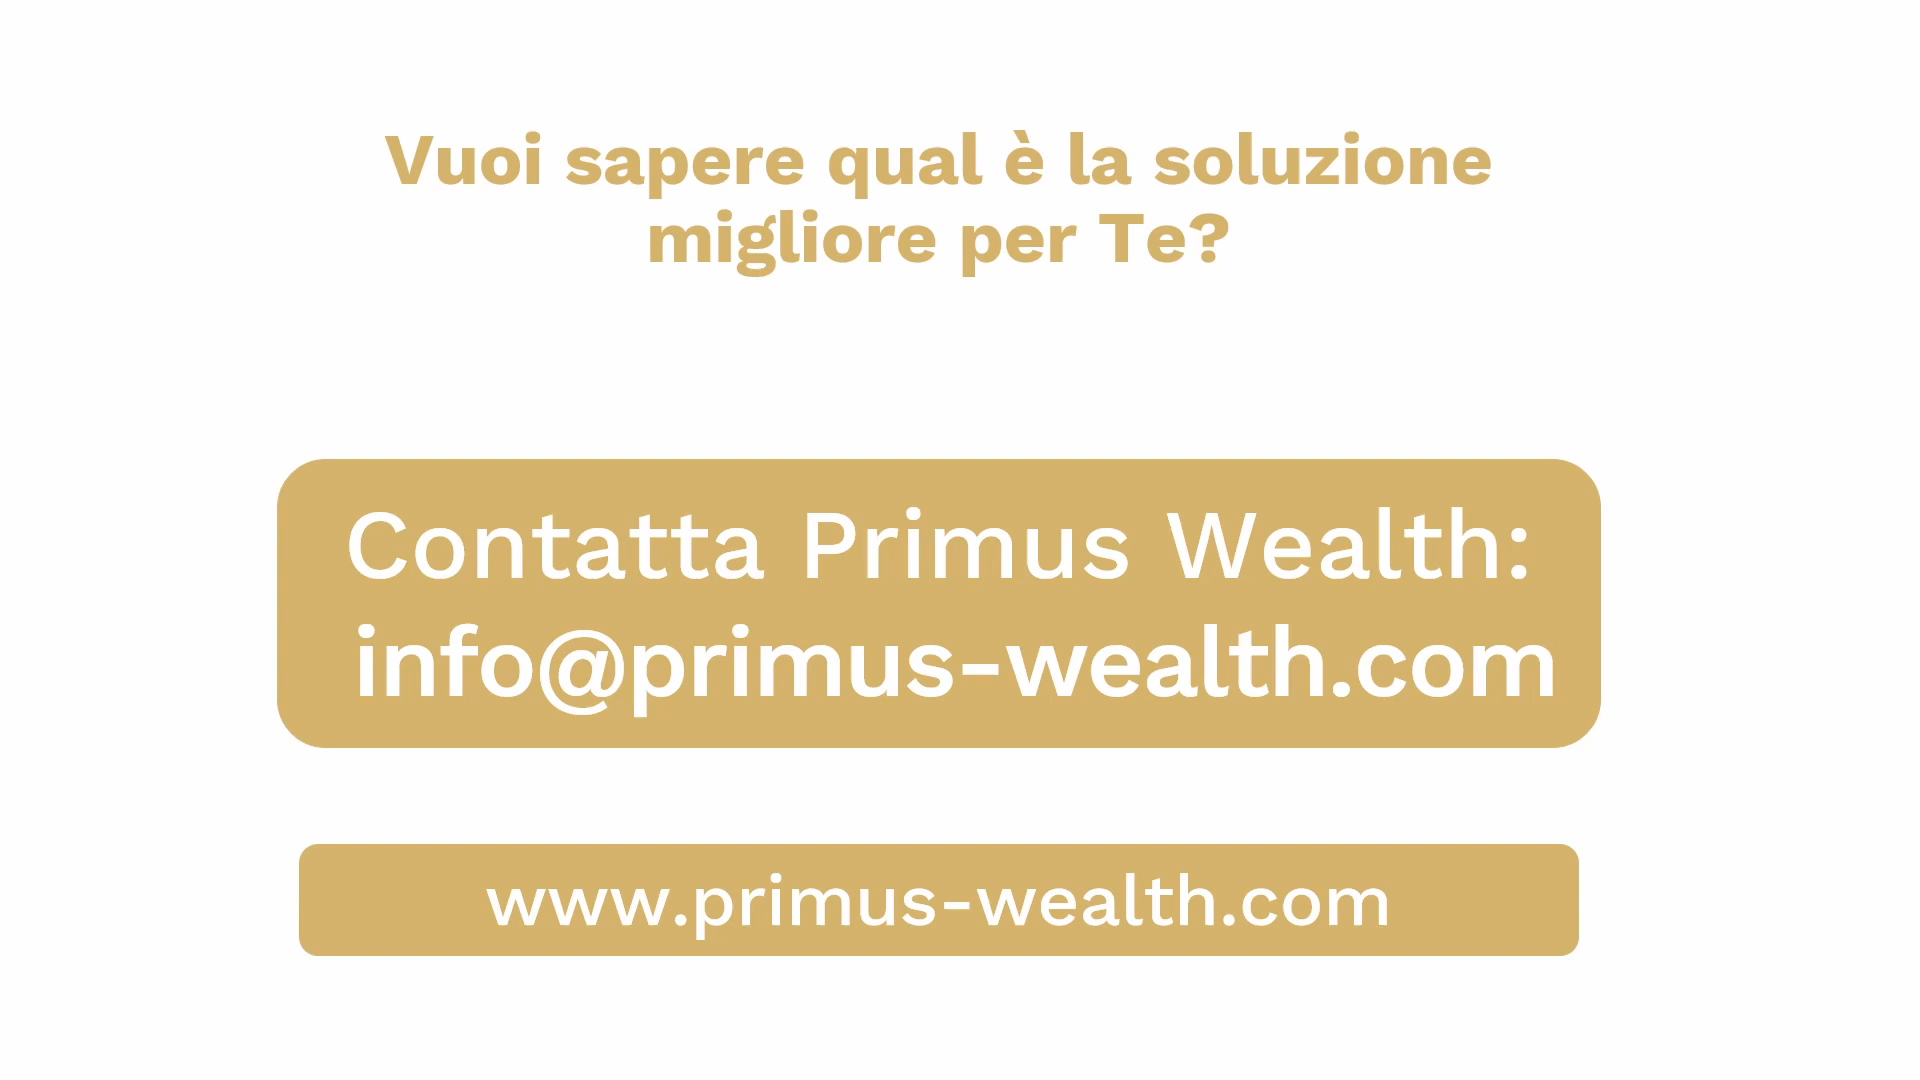 Vuoi sapere qual è la soluzione
migliore per Te?
Contatta Primus Wealth:
info@primus-wealth.com
www.primus-wealth.com